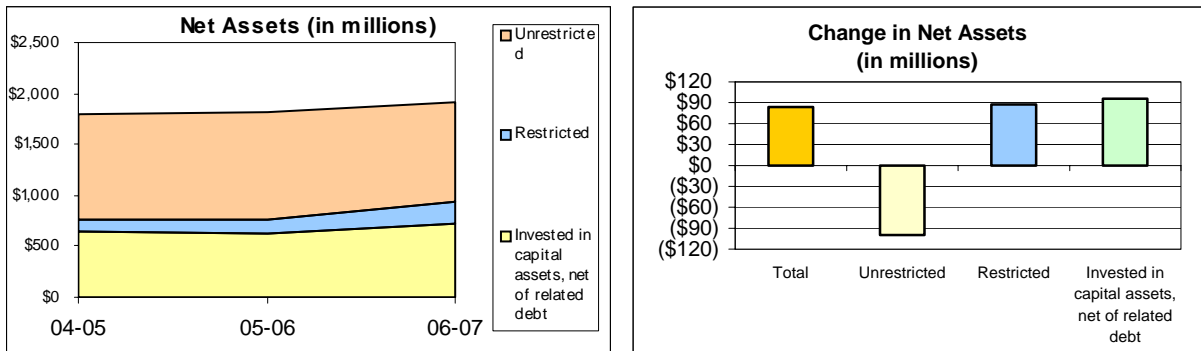 Net Assets (in millions)
$2,500
$2,000
$1,500
$1,000
$500
$0
04-05
05-06
06-07
Unrestricte
d
Restricted
Invested in
capital
assets, net
of related
debt
Change in Net Assets
(in millions)
$120
$90
$60
$30
$0
($30)
($60)
($90)
($120)
Total
Unrestricted
Restricted
Invested in
capital assets,
net of related
debt